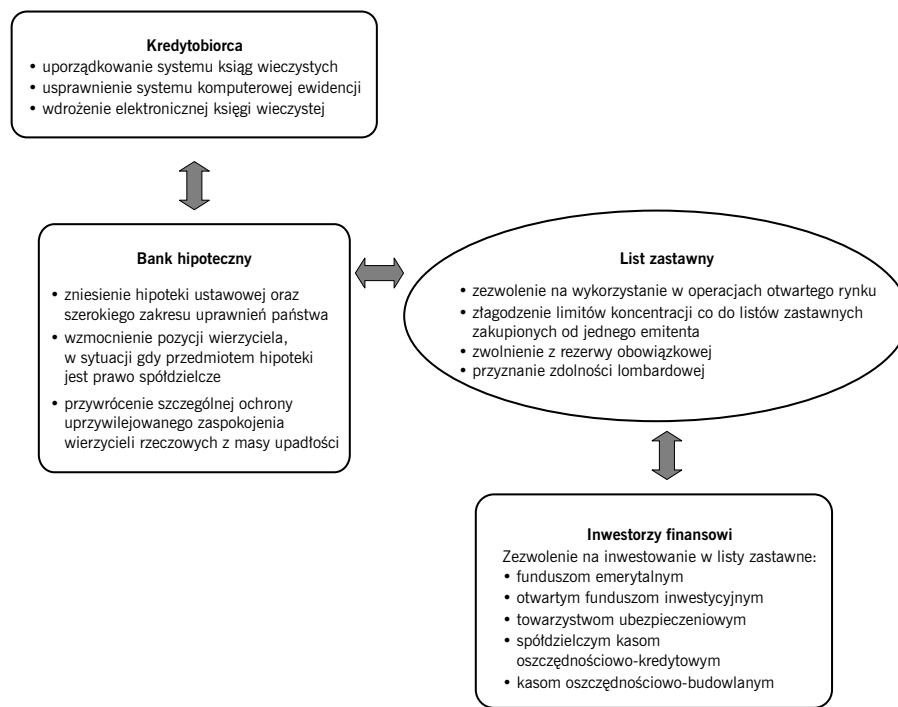 Kredytobiorca
• uporządkowanie systemu ksiąg wieczystych
• usprawnienie systemu komputerowej ewidencji
• wdrożenie elektronicznej księgi wieczystej
Bank hipoteczny
• zniesienie hipoteki ustawowej oraz
szerokiego zakresu uprawnień państwa
• wzmocnienie pozycji wierzyciela,
w sytuacji gdy przedmiotem hipoteki
jest prawo spółdzielcze
• przywrócenie szczególnej ochrony
uprzywilejowanego zaspokojenia
wierzycieli rzeczowych z masy upadłości
List zastawny
• zezwolenie na wykorzystanie w operacjach otwartego rynku
• złagodzenie limitów koncentracji co do listów zastawnych
zakupionych od jednego emitenta
• zwolnienie z rezerwy obowiązkowej
• przyznanie zdolności lombardowej
Inwestorzy finansowi
Zezwolenie na inwestowanie w listy zastawne:
• funduszom emerytalnym
• otwartym funduszom inwestycyjnym
• towarzystwom ubezpieczeniowym
• spółdzielczym kasom
oszczędnościowo-kredytowym
• kasom oszczędnościowo-budowlanym